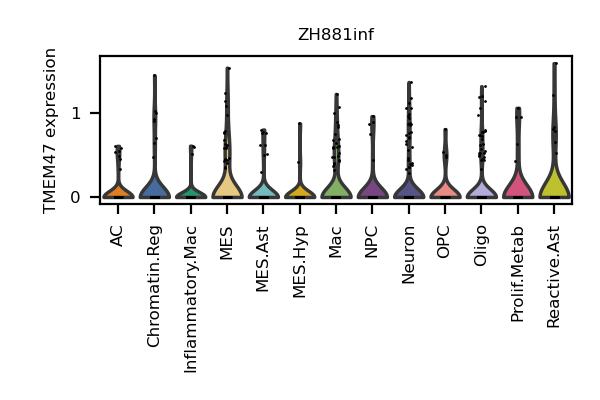 ZH881inf
TMEM47 expression
1
0
AC
Chromatin.Reg
Inflammatory.Mac
MES
MES.Ast
MES.Hyp
Mac
NPC
Neuron
OPC
Oligo
Prolif.Metab
Reactive.Ast